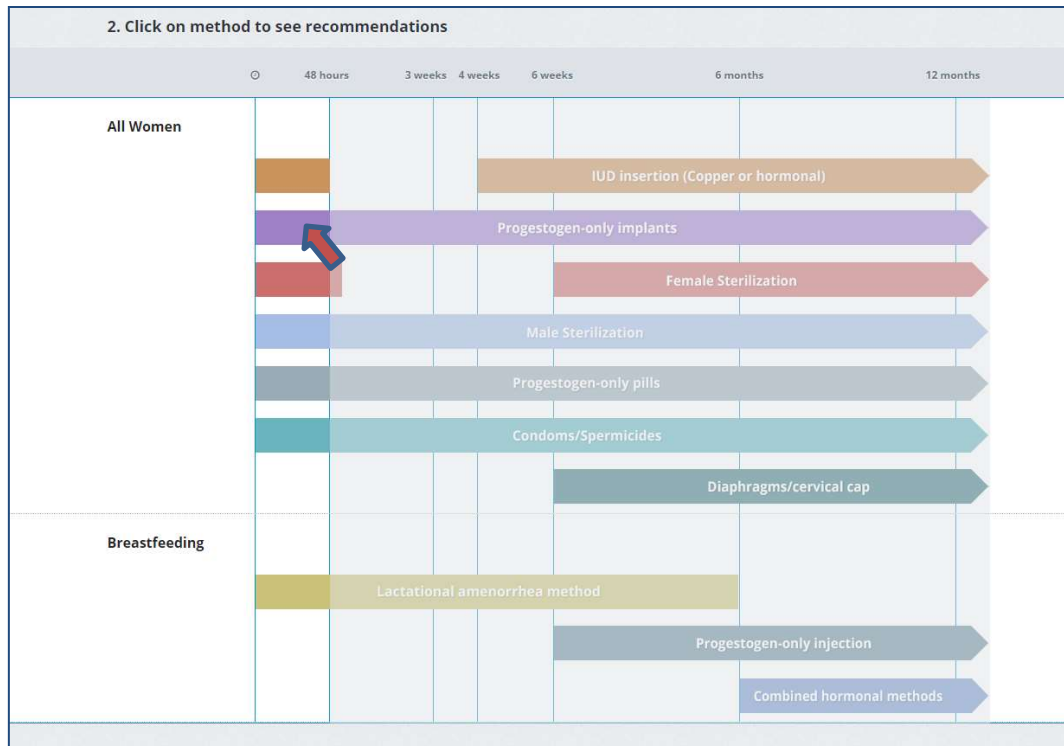 2. Click on method to see recommendations
48 hours 3 weeks 4 weeks 6 weeks 6 months 12 months
All Women
IUD insertion (Copper or hormonal)
Progestogen-only implants
Female Sterilization
Male Sterilization
Progestogen-only pills
Condoms/Spermicides
Diaphragms/cervical cap
Breastfeeding
Lactational amenorrhea method
Progestogen-only injection
Combined hormonal methods